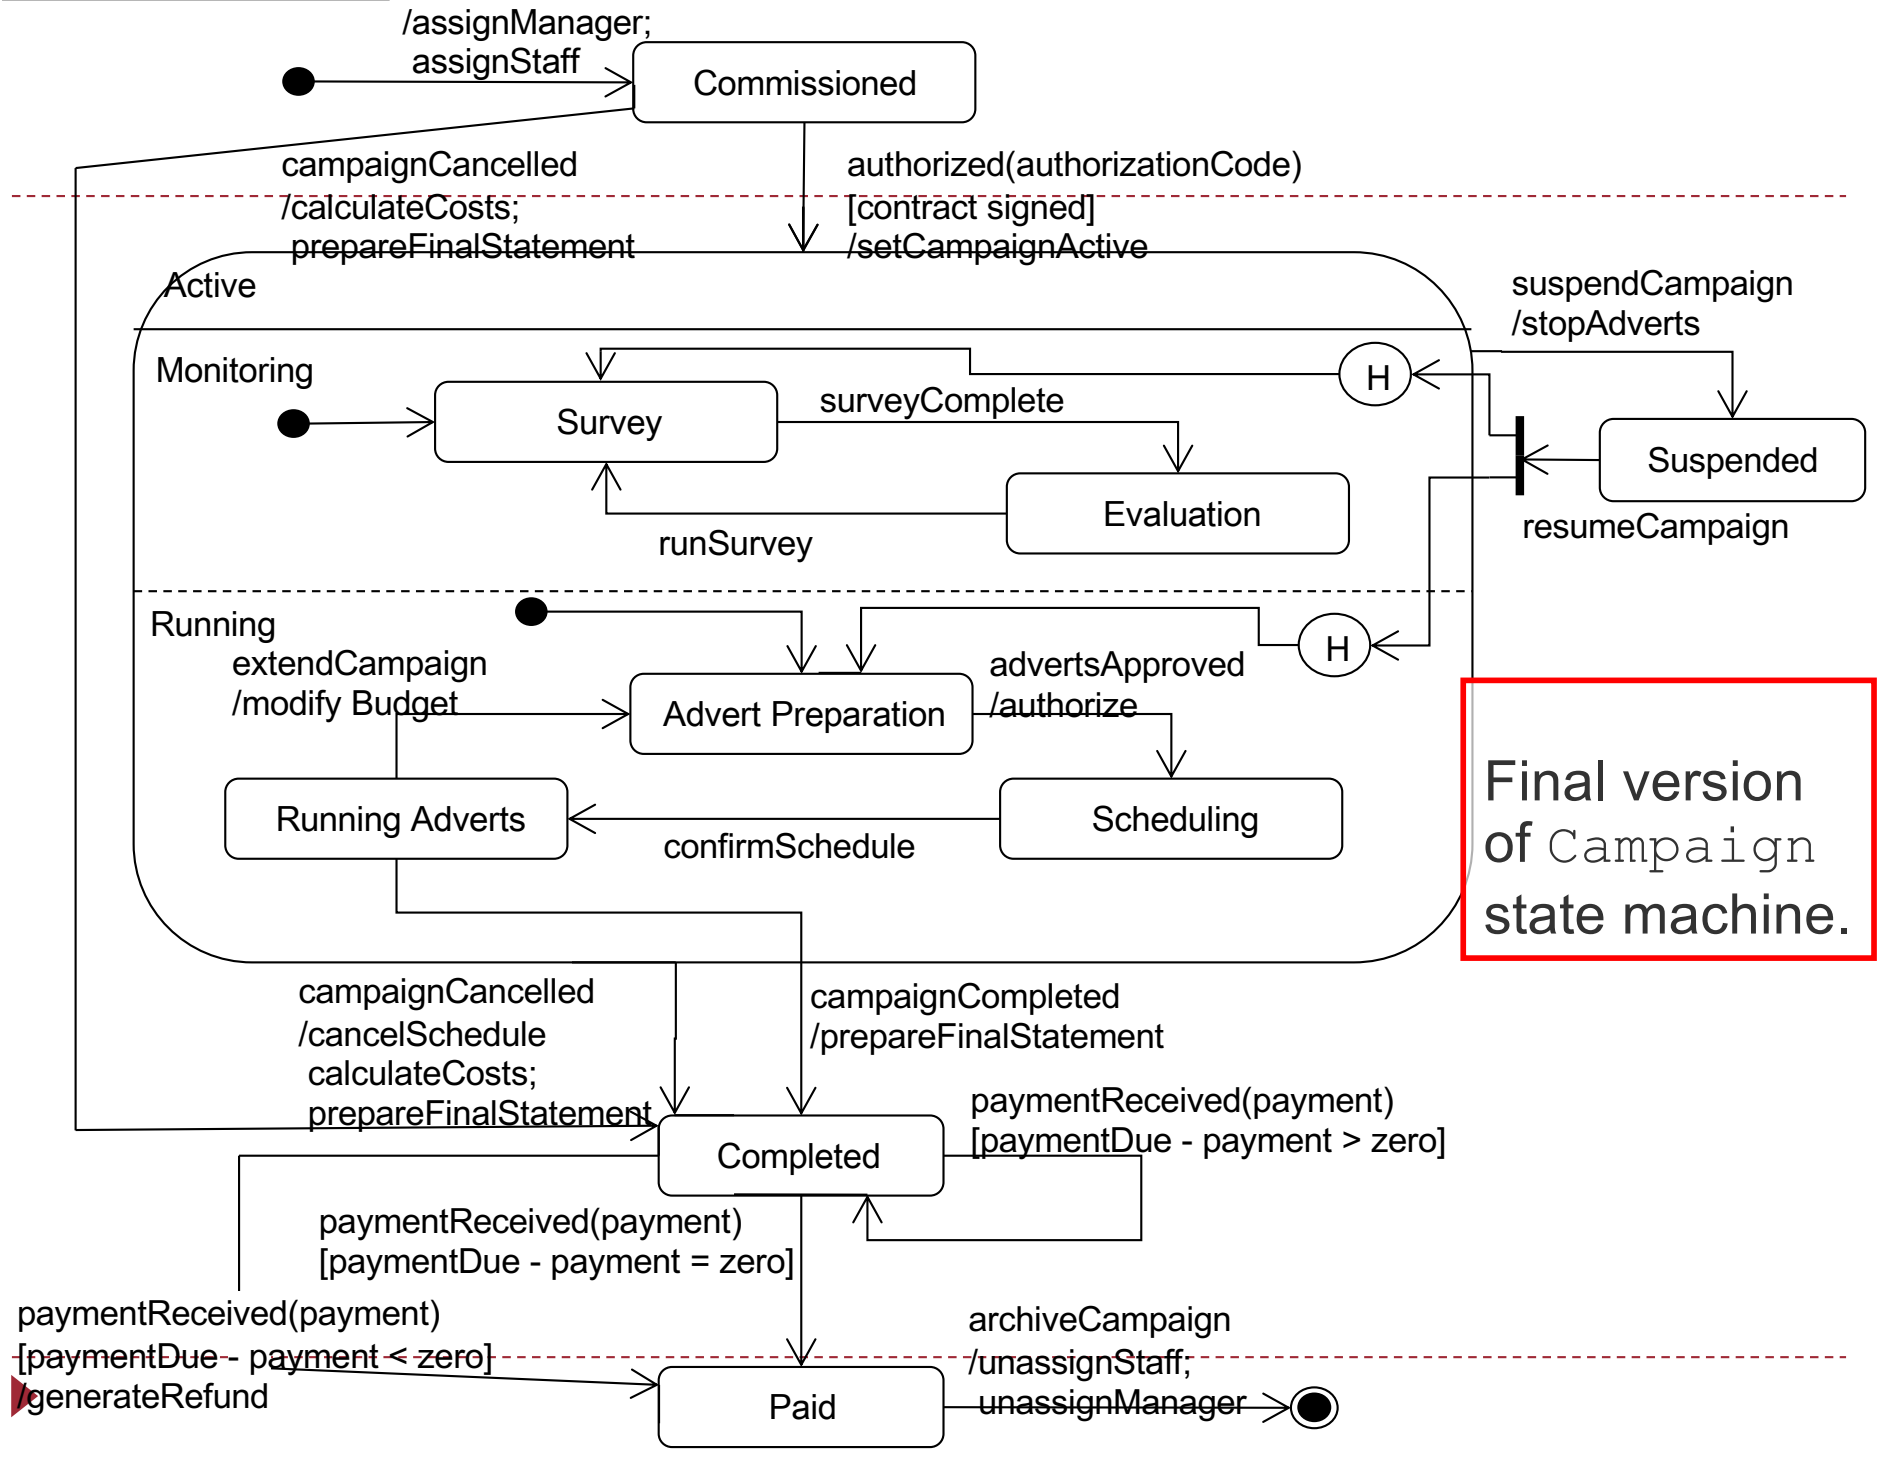 /assignManager;
assignStaff
Commissioned
campaignCancelled
/calculateCosts;
prepareFinalStatement
authorized(authorizationCode)
[contract signed]
/setCampaignActive
Active
suspendCampaign
/stopAdverts
Monitoring
H
Survey
surveyComplete
Suspended
Evaluation
resumeCampaign
runSurvey
Running
H
extendCampaign
/modify Budget
Advert Preparation
advertsApproved
/authorize
Running Adverts
Scheduling
confirmSchedule
Final version
of Campaign
state machine.
campaignCancelled
/cancelSchedule
calculateCosts;
prepareFinalStatement
campaignCompleted
/prepareFinalStatement
paymentReceived(payment)
[paymentDue - payment > zero]
Completed
paymentReceived(payment)
[paymentDue - payment = zero]
paymentReceived(payment)
[paymentDue - payment < zero]
/generateRefund
Paid
archiveCampaign
/unassignStaff;
unassignManager